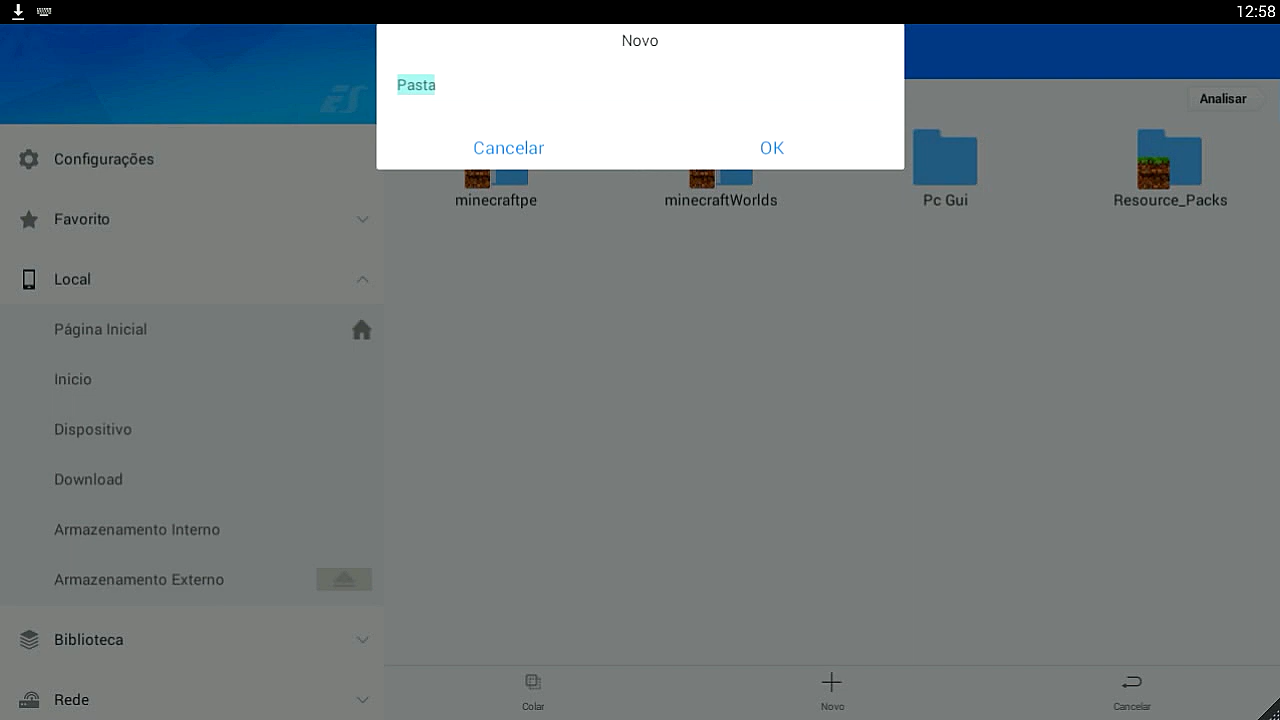 12:58
Novo
Pasta
Cancelar OK
ES
Analisar
Configurações
Favorito
Local
Página Inicial
Inicio
Dispositivo
Download
Armazenamento Interno
Armazenamento Externo
Biblioteca
Rede
minecraftpe minecraftWorlds Pc Gui Resource_Packs
Colar Novo Cancelar